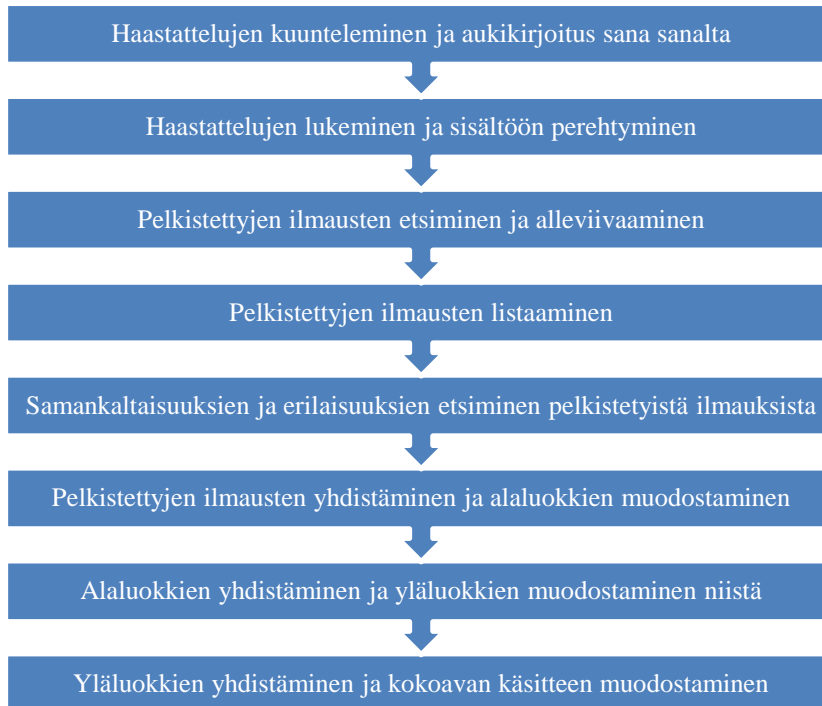 Haastattelujen kuunteleminen ja aukikirjoitus sana sanalta
Haastattelujen lukeminen ja sisältöön perehtyminen
Pelkistettyjen ilmausten etsiminen ja alleviivaaminen
Pelkistettyjen ilmausten listaaminen
Samankaltaisuuksien ja erilaisuuksien etsiminen pelkistetyistä ilmauksista
Pelkistettyjen ilmausten yhdistäminen ja alaluokkien muodostaminen
Alaluokkien yhdistäminen ja yläluokkien muodostaminen niistä
Yläluokkien yhdistäminen ja kokoavan käsitteen muodostaminen